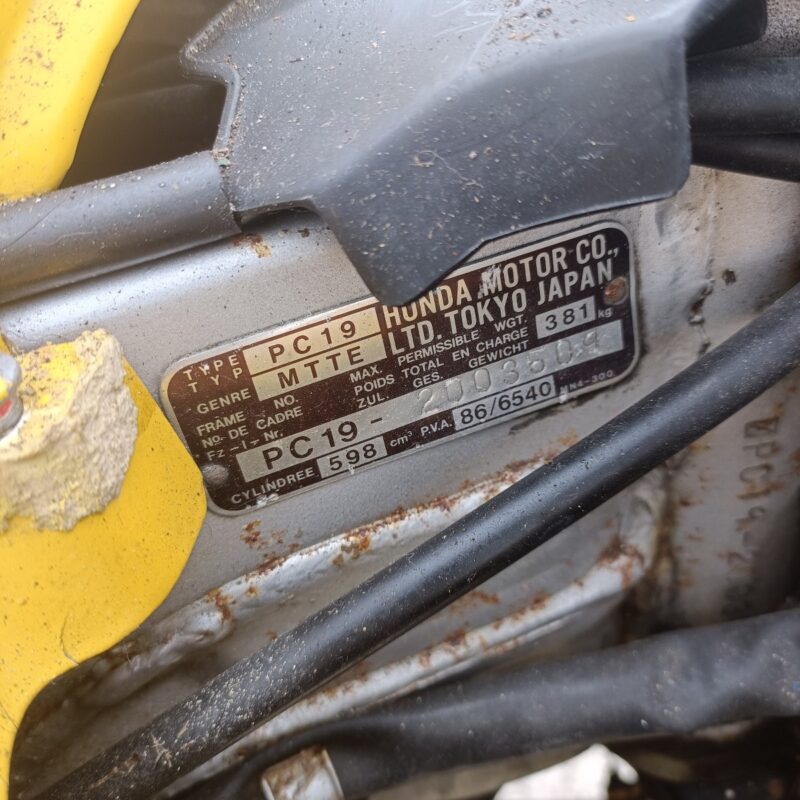 HONDA MOTOR CO.,
LTD. TOKYO JAPAN
TYPE
TYP
PC19
GENRE
MTTE
MAX. PERMISSIBLE WGT.
POIDS TOTAL EN CHARGE
ZUL. GES. GEWICHT
381 kg
FRAME NO.
Nº DE CADRE
Fz-I-Nr.
PC19-
CYLINDREE 598 cm³ P.V.A. 86/6540